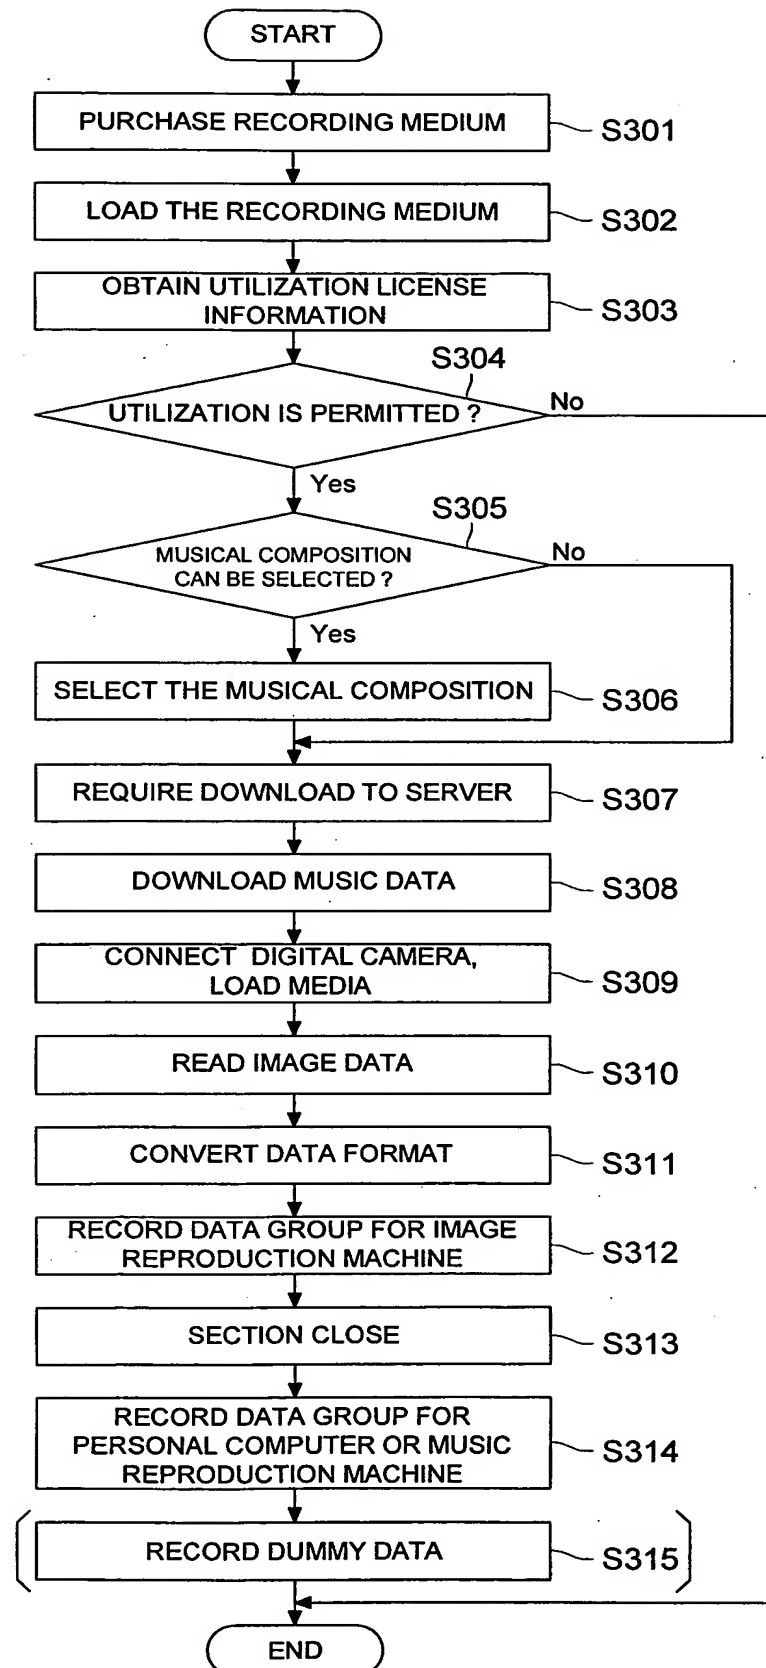 START
PURCHASE RECORDING MEDIUM
S301
LOAD THE RECORDING MEDIUM
S302
OBTAIN UTILIZATION LICENSE
INFORMATION
S303
S304
UTILIZATION IS PERMITTED ?
No
Yes
S305
MUSICAL COMPOSITION
CAN BE SELECTED ?
No
Yes
SELECT THE MUSICAL COMPOSITION
S306
REQUIRE DOWNLOAD TO SERVER
S307
DOWNLOAD MUSIC DATA
S308
CONNECT DIGITAL CAMERA,
LOAD MEDIA
S309
READ IMAGE DATA
S310
CONVERT DATA FORMAT
S311
RECORD DATA GROUP FOR IMAGE
REPRODUCTION MACHINE
S312
SECTION CLOSE
S313
RECORD DATA GROUP FOR
PERSONAL COMPUTER OR MUSIC
REPRODUCTION MACHINE
S314
RECORD DUMMY DATA
S315
END